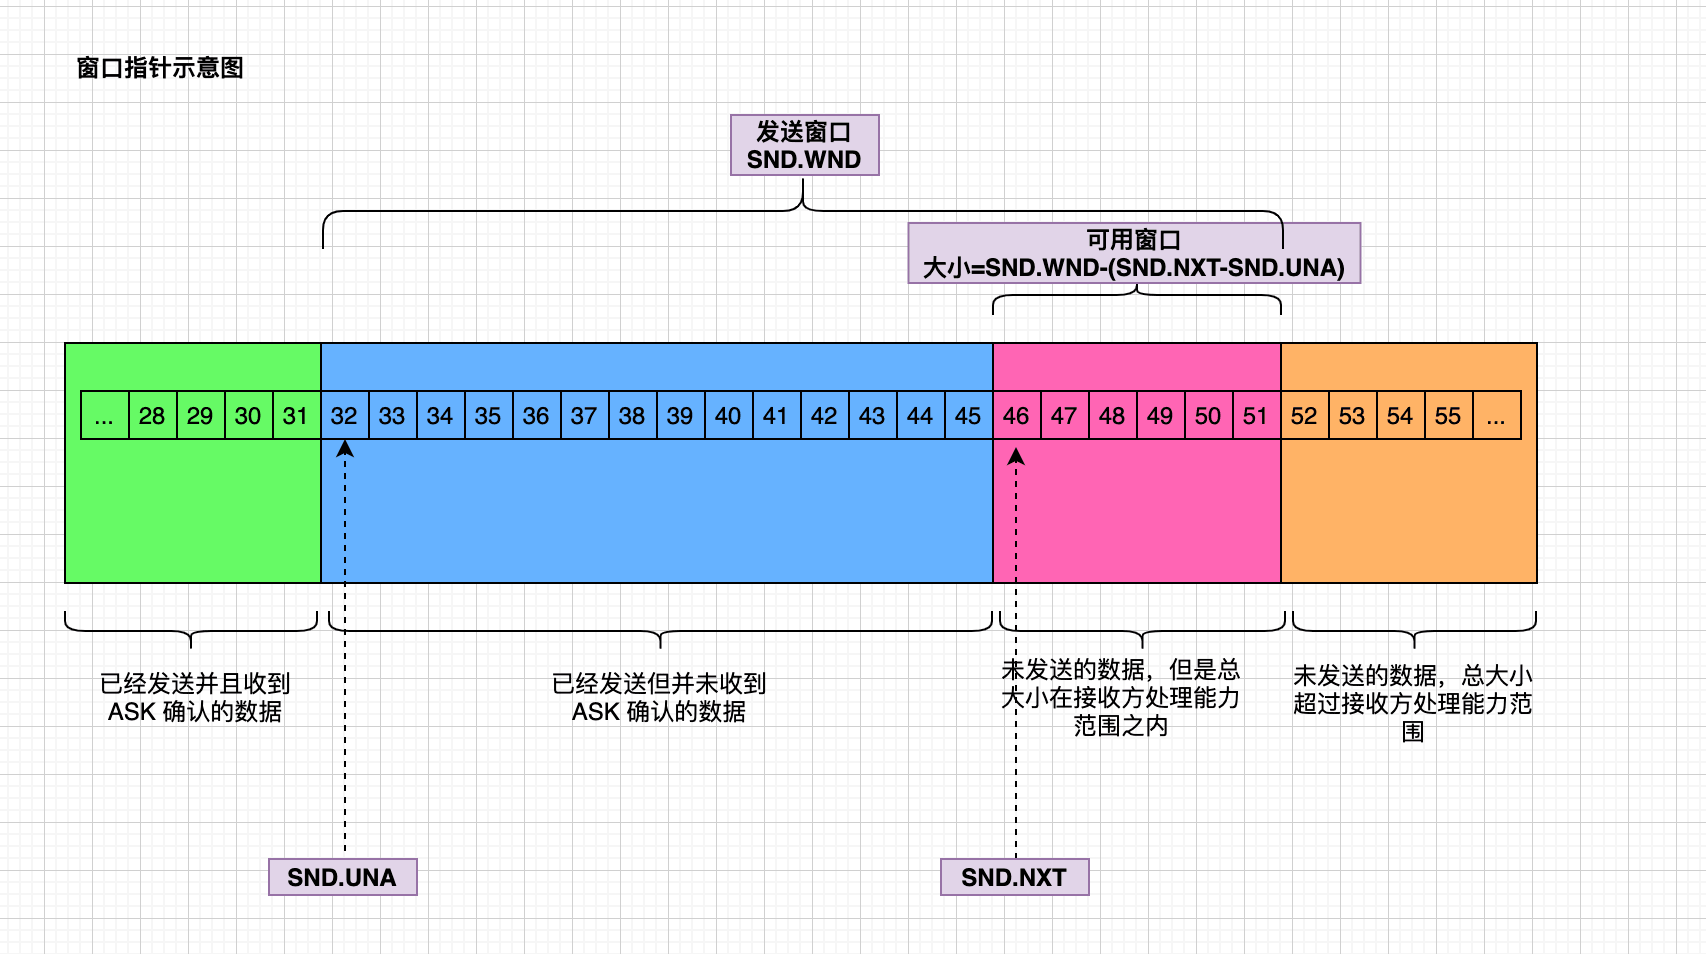 窗口指针示意图
发送窗口
SND.WND
可用窗口
大小=SND.WND-(SND.NXT-SND.UNA)
... 28 29 30 31 32 33 34 35 36 37 38 39 40 41 42 43 44 45 46 47 48 49 50 51 52 53 54 55 ...
已经发送并且收到
ASK 确认的数据
已经发送但并未收到
ASK 确认的数据
未发送的数据，但是总
大小在接收方处理能力
范围之内
未发送的数据，总大小
超过接收方处理能力范
围
SND.UNA
SND.NXT